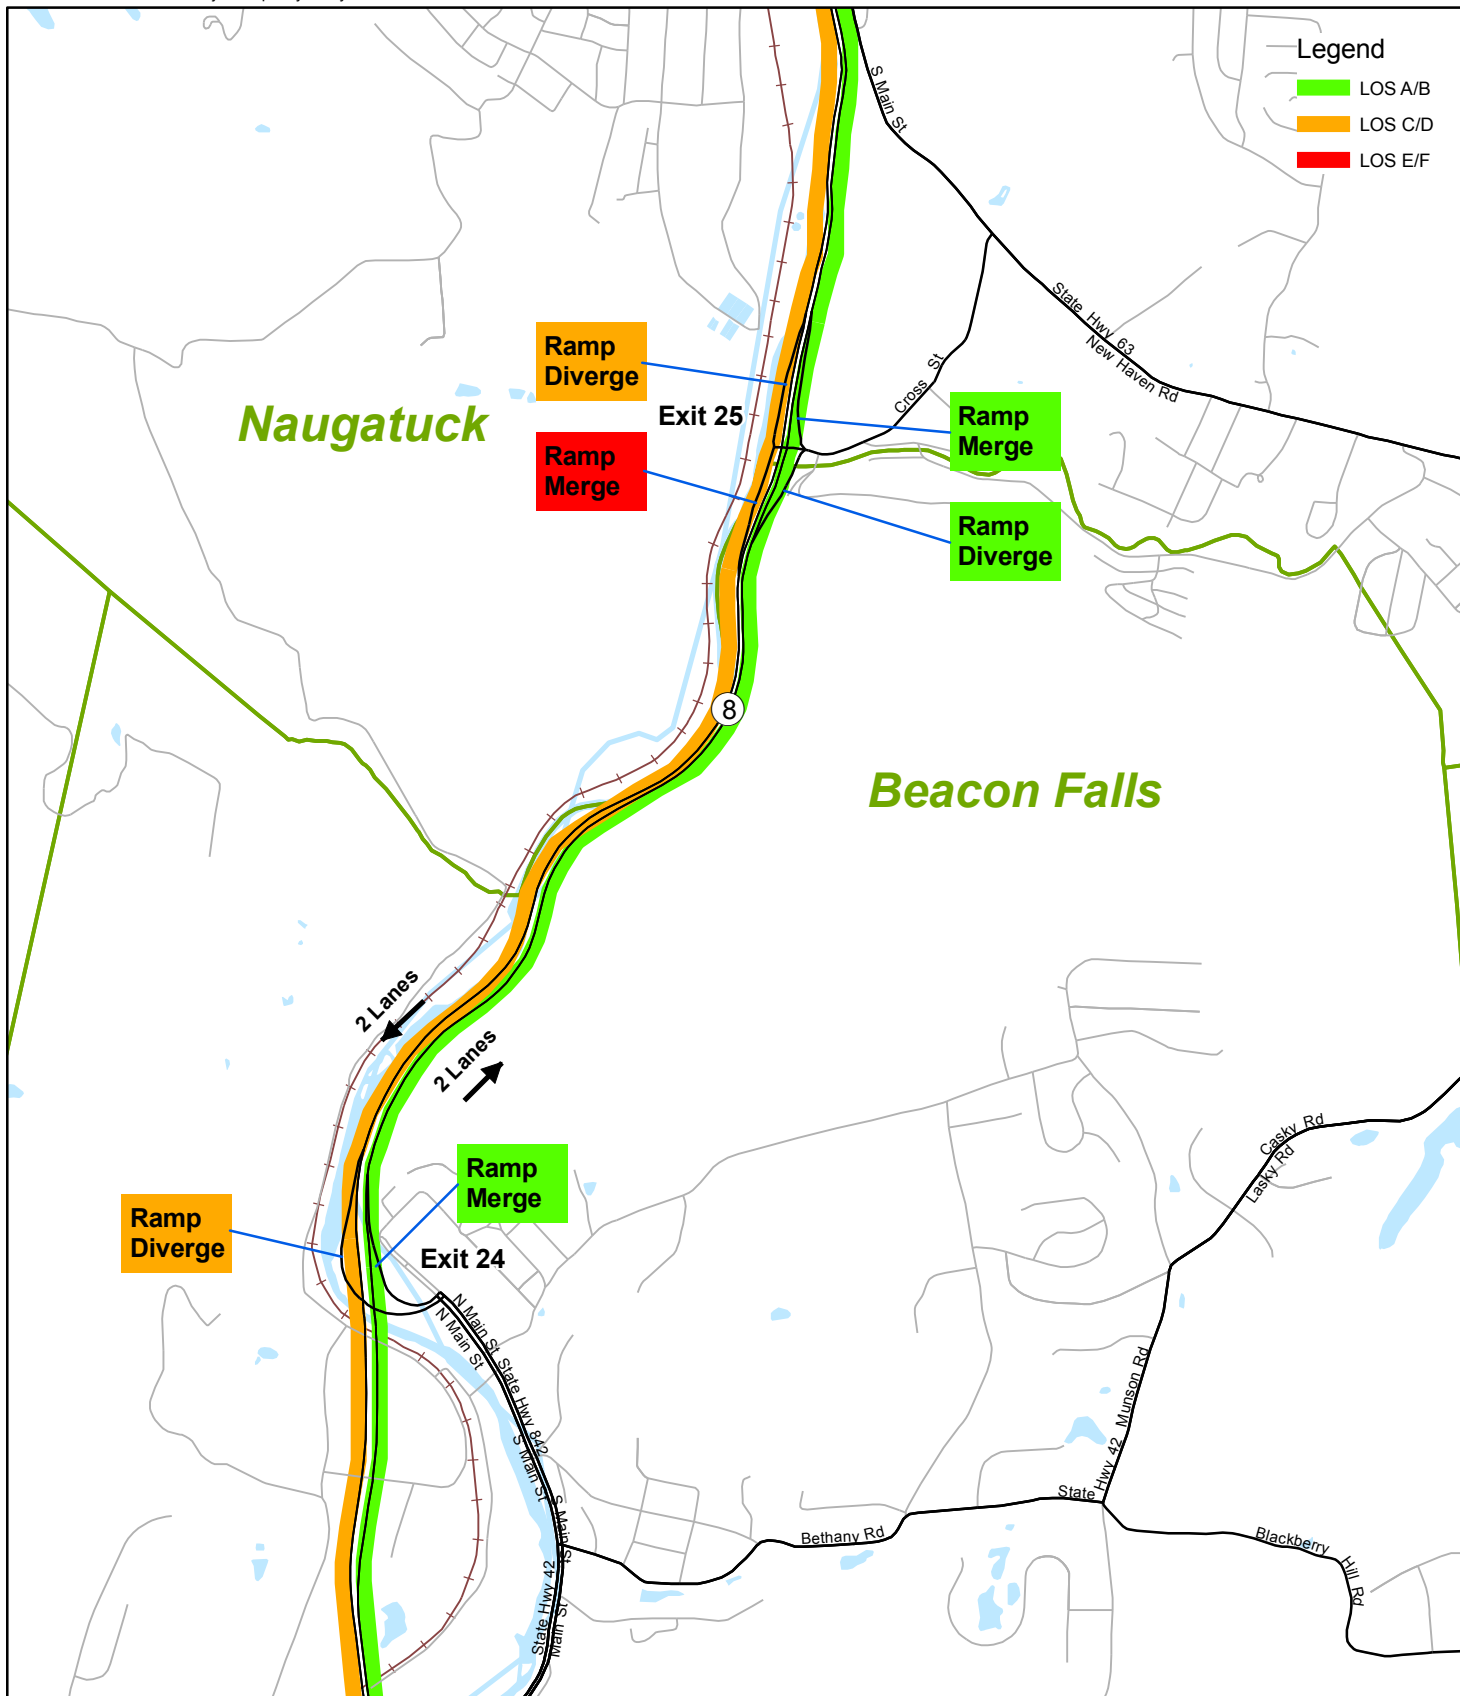 Legend
LOS A/B
LOS C/D
LOS E/F
S Main St
State Hwy 63
New Haven Rd
Cross St
Ramp
Diverge
Exit 25
Ramp
Merge
Naugatuck
Ramp
Merge
Ramp
Diverge
8
Beacon Falls
2 Lanes
2 Lanes
Ramp
Merge
Ramp
Diverge
Exit 24
Casky Rd
Lasky Rd
N Main St
N Main St
State Hwy 842
S Main St
S Main St
State Hwy 42
Main St
Munson Rd
State Hwy 42
Bethany Rd
Blackberry Hill Rd